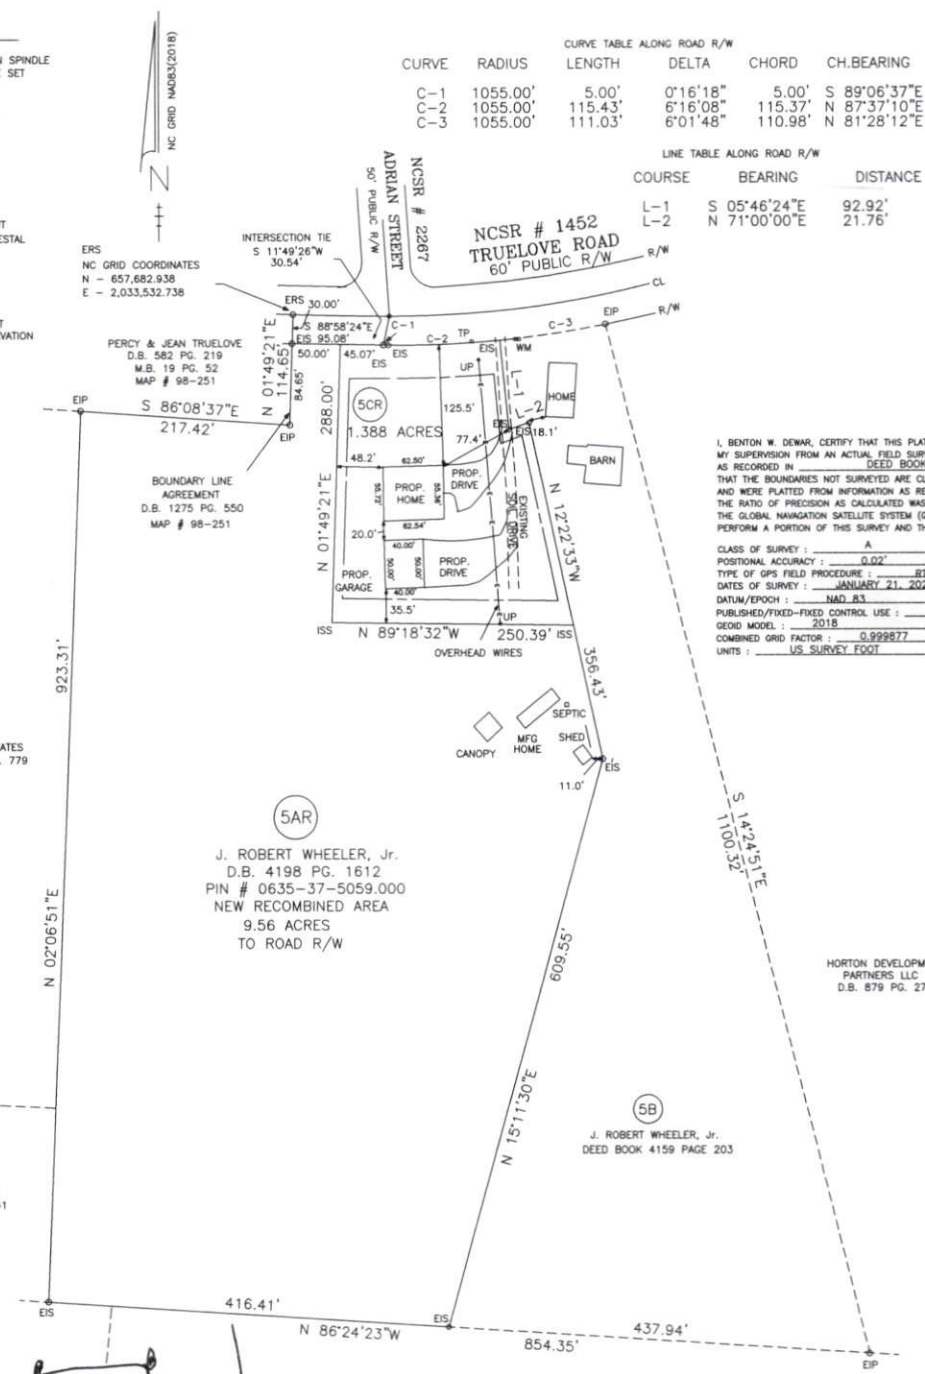 SPINDLE
SET
NC GRID NAD83(2018)
N
CURVE TABLE ALONG ROAD R/W
CURVE RADIUS LENGTH DELTA CHORD CH.BEARING
C-1 1055.00' 5.00' 0°16'18" 5.00' S 89°06'37"E
C-2 1055.00' 115.43' 6°16'08" 115.37' N 87°37'10"E
C-3 1055.00' 111.03' 6°01'48" 110.98' N 81°28'12"E
LINE TABLE ALONG ROAD R/W
COURSE BEARING DISTANCE
L-1 S 05°46'24"E 92.92'
L-2 N 71°00'00"E 21.76'
ESTAL
VATION
NCSR # 2267
ADRIAN STREET
50' PUBLIC R/W
NCSR # 1452
TRUELOVE ROAD
60' PUBLIC R/W
R/W
CL
R/W
INTERSECTION TIE
S 11°49'26"W
30.54'
ERS
NC GRID COORDINATES
N - 657,682.938
E - 2,033,532.738
ERS 30.00'
S 88°58'24"E
EIS 95.08'
C-1
C-2
TP
C-3
EIP
50.00' 45.07'
EIS
EIS
EIS
WM
UP
N 01°49'21"E
114.65'
84.65'
PERCY & JEAN TRUELOVE
D.B. 582 PG. 219
M.B. 19 PG. 52
MAP # 98-251
EIP
S 86°08'37"E
217.42'
EIP
BOUNDARY LINE
AGREEMENT
D.B. 1275 PG. 550
MAP # 98-251
288.00'
N 01°49'21"E
5CR
1.388 ACRES
125.5'
L-1
L-2
HOME
77.4'
EIS
EIS
18.1'
BARN
48.2'
62.50'
PROP.
HOME
PROP.
DRIVE
62.54'
20.0'
40.00'
50.00'
50.00'
PROP.
GARAGE
PROP.
DRIVE
40.00'
35.5'
EXISTING
SOIL DRIVE
N 12°22'33"W
356.43'
UP
ISS
N 89°18'32"W 250.39'
ISS
OVERHEAD WIRES
I, BENTON W. DEWAR, CERTIFY THAT THIS PLAT
MY SUPERVISION FROM AN ACTUAL FIELD SURV
AS RECORDED IN DEED BOOK
THAT THE BOUNDARIES NOT SURVEYED ARE CL
AND WERE PLATTED FROM INFORMATION AS RE
THE RATIO OF PRECISION AS CALCULATED WAS
THE GLOBAL NAVAGATION SATELLITE SYSTEM (G
PERFORM A PORTION OF THIS SURVEY AND TH
CLASS OF SURVEY : A
POSITIONAL ACCURACY : 0.02'
TYPE OF GPS FIELD PROCEDURE : RT
DATES OF SURVEY : JANUARY 21, 202
DATUM/EPOCH : NAD 83
PUBLISHED/FIXED-FIXED CONTROL USE :
GEOID MODEL : 2018
COMBINED GRID FACTOR : 0.999877
UNITS : US SURVEY FOOT
923.31'
N 02°06'51"E
ATES
779
CANOPY
MFG
HOME
SEPTIC
SHED
11.0'
EIS
5AR
J. ROBERT WHEELER, Jr.
D.B. 4198 PG. 1612
PIN # 0635-37-5059.000
NEW RECOMBINED AREA
9.56 ACRES
TO ROAD R/W
S 14°24'51"E
1100.32'
609.55'
N 15°11'30"E
HORTON DEVELOPM
PARTNERS LLC
D.B. 879 PG. 27
5B
J. ROBERT WHEELER, Jr.
DEED BOOK 4159 PAGE 203
EIS
416.41'
N 86°24'23"W
EIS
437.94'
854.35'
EIP